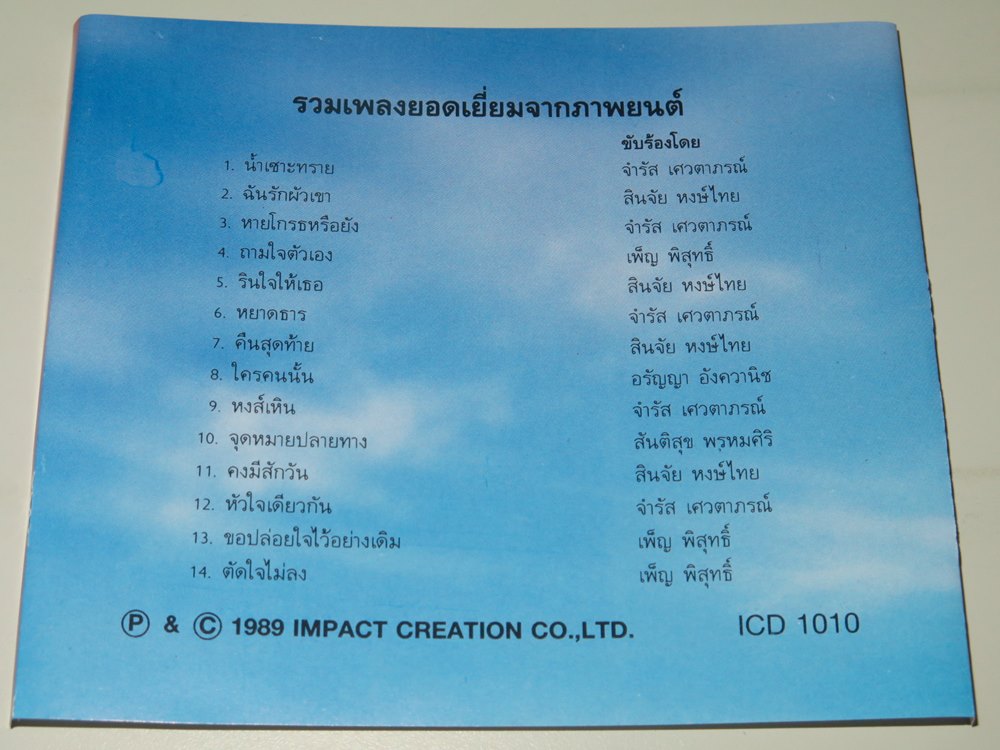 รวมเพลงยอดเยี่ยมจากภาพยนต์
ขับร้องโดย
1. น้ำเซาะทราย จำรัส เศวตาภรณ์
2. ฉันรักผัวเขา สินจัย หงษ์ไทย
3. หายโกรธหรือยัง จำรัส เศวตาภรณ์
4. ถามใจตัวเอง เพ็ญ พิสุทธิ์
5. รินใจให้เธอ สินจัย หงษ์ไทย
6. หยาดธาร จำรัส เศวตาภรณ์
7. คืนสุดท้าย สินจัย หงษ์ไทย
8. ใครคนนั้น อรัญญา อังควานิช
9. หงส์เหิน จำรัส เศวตาภรณ์
10. จุดหมายปลายทาง สันติสุข พรหมศิริ
11. คงมีสักวัน สินจัย หงษ์ไทย
12. หัวใจเดียวกัน จำรัส เศวตาภรณ์
13. ขอปล่อยใจไว้อย่างเดิม เพ็ญ พิสุทธิ์
14. ตัดใจไม่ลง เพ็ญ พิสุทธิ์
Ⓟ & © 1989 IMPACT CREATION CO.,LTD. ICD 1010